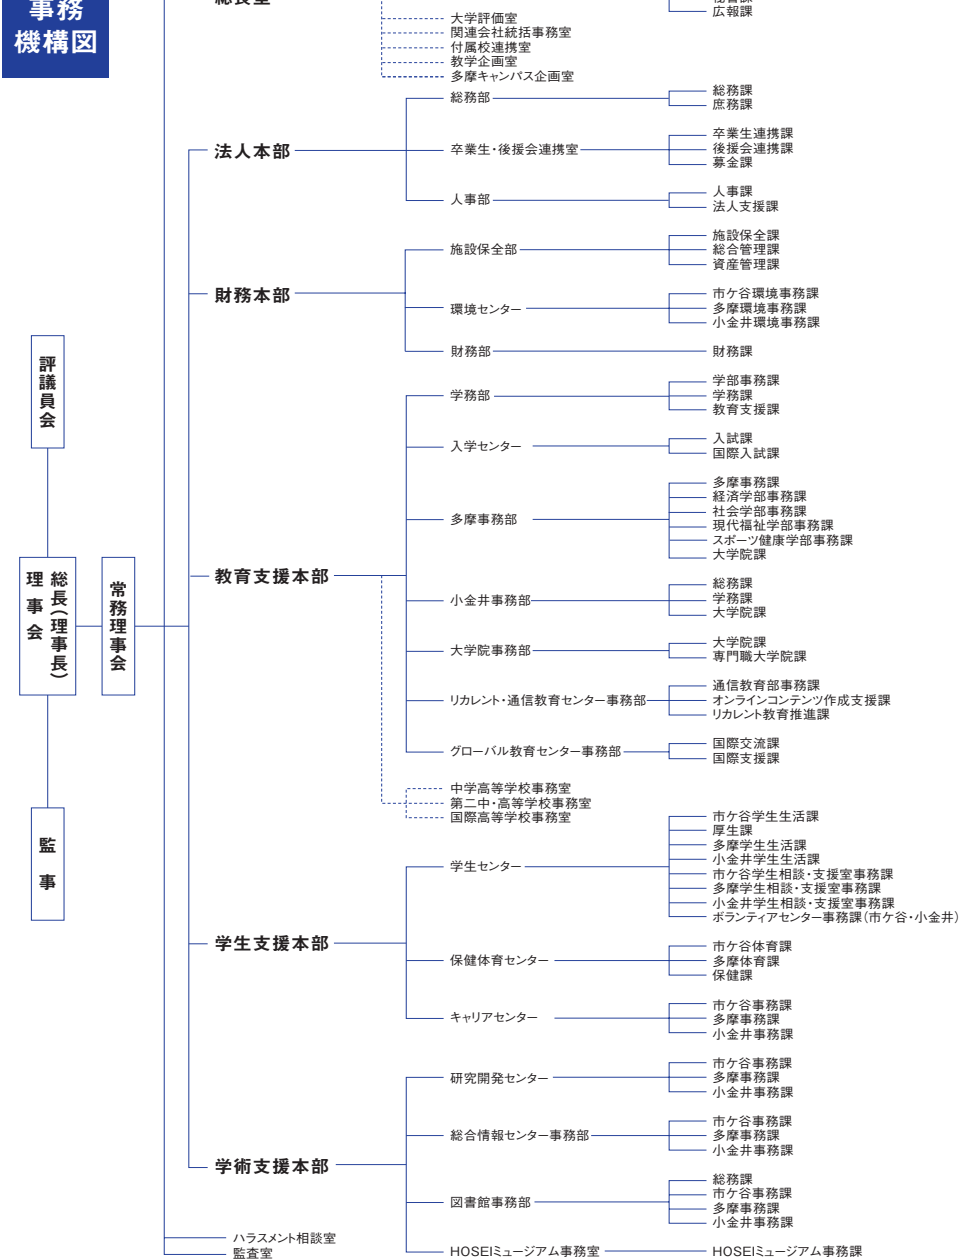 事務
機構図
総長室
秘書課
広報課
大学評価室
関連会社統括事務室
付属校連携室
教学企画室
多摩キャンパス企画室
法人本部
総務部
総務課
庶務課
卒業生・後援会連携室
卒業生連携課
後援会連携課
募金課
人事部
人事課
法人支援課
財務本部
施設保全部
施設保全課
総合管理課
資産管理課
環境センター
市ケ谷環境事務課
多摩環境事務課
小金井環境事務課
財務部
財務課
評議員会
理事会
総長(理事長)
常務理事会
監事
教育支援本部
学務部
学部事務課
学務課
教育支援課
入学センター
入試課
国際入試課
多摩事務部
多摩事務課
経済学部事務課
社会学部事務課
現代福祉学部事務課
スポーツ健康学部事務課
大学院課
小金井事務部
総務課
学務課
大学院課
大学院事務部
大学院課
専門職大学院課
リカレント・通信教育センター事務部
通信教育部事務課
オンラインコンテンツ作成支援課
リカレント教育推進課
グローバル教育センター事務部
国際交流課
国際支援課
中学高等学校事務室
第二中・高等学校事務室
国際高等学校事務室
学生支援本部
学生センター
市ケ谷学生生活課
厚生課
多摩学生生活課
小金井学生生活課
市ケ谷学生相談・支援室事務課
多摩学生相談・支援室事務課
小金井学生相談・支援室事務課
ボランティアセンター事務課(市ケ谷・小金井)
保健体育センター
市ケ谷体育課
多摩体育課
保健課
キャリアセンター
市ケ谷事務課
多摩事務課
小金井事務課
学術支援本部
研究開発センター
市ケ谷事務課
多摩事務課
小金井事務課
総合情報センター事務部
市ケ谷事務課
多摩事務課
小金井事務課
図書館事務部
総務課
市ケ谷事務課
多摩事務課
小金井事務課
HOSEIミュージアム事務室
HOSEIミュージアム事務課
ハラスメント相談室
監査室